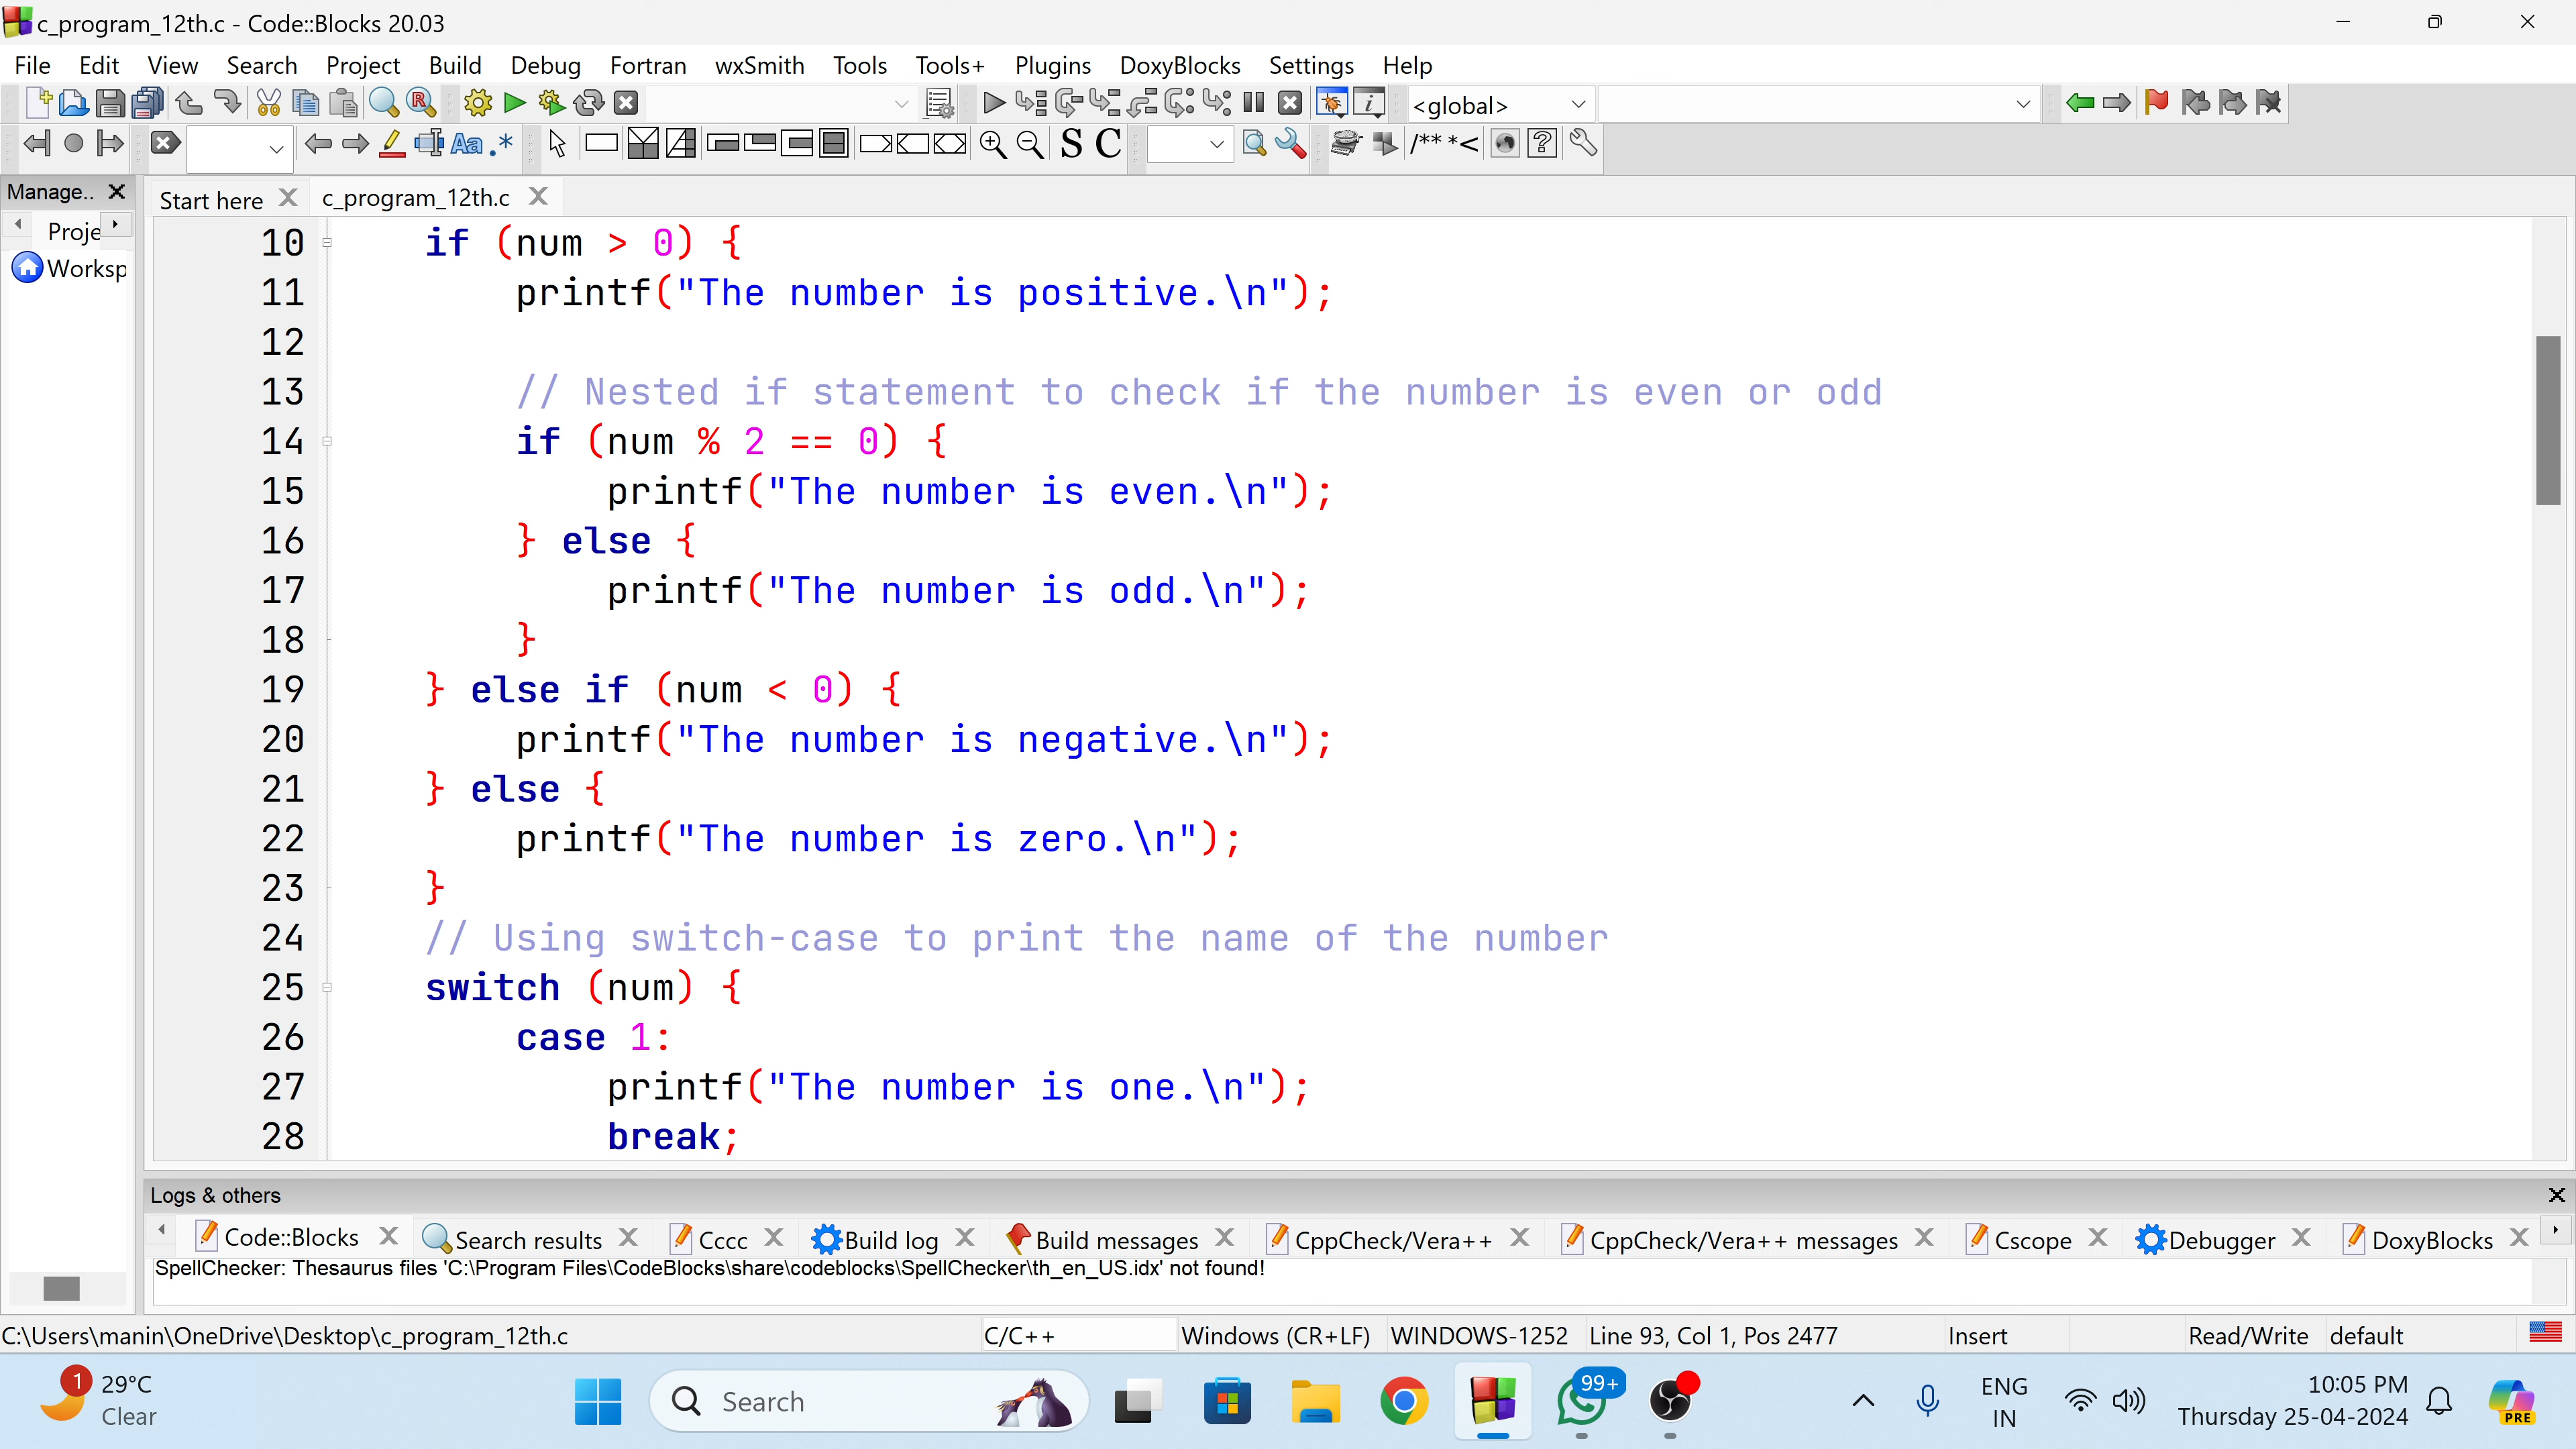 c_program_12th.c - Code::Blocks 20.03
File Edit View Search Project Build Debug Fortran wxSmith Tools Tools+ Plugins DoxyBlocks Settings Help
<global>
S C /** *<
Manage.. Start here c_program_12th.c
Proje
Worksp
10 if (num > 0) {
11 printf("The number is positive.\n");
12
13 // Nested if statement to check if the number is even or odd
14 if (num % 2 == 0) {
15 printf("The number is even.\n");
16 } else {
17 printf("The number is odd.\n");
18 }
19 } else if (num < 0) {
20 printf("The number is negative.\n");
21 } else {
22 printf("The number is zero.\n");
23 }
24 // Using switch-case to print the name of the number
25 switch (num) {
26 case 1:
27 printf("The number is one.\n");
28 break;
Logs & others
Code::Blocks Search results Cccc Build log Build messages CppCheck/Vera++ CppCheck/Vera++ messages Cscope Debugger DoxyBlocks
SpellChecker: Thesaurus files 'C:\Program Files\CodeBlocks\share\codeblocks\SpellChecker\th_en_US.idx' not found!
C:\Users\manin\OneDrive\Desktop\c_program_12th.c C/C++ Windows (CR+LF) WINDOWS-1252 Line 93, Col 1, Pos 2477 Insert Read/Write default
1 29°C
Clear
Search
99+
ENG
IN
10:05 PM
Thursday 25-04-2024
PRE